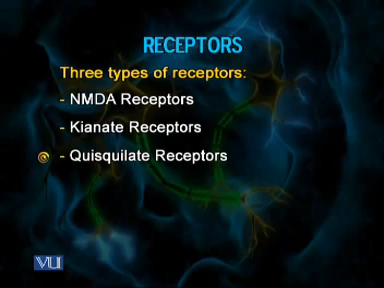 RECEPTORS
Three types of receptors:
- NMDA Receptors
- Kianate Receptors
- Quisquilate Receptors
VU